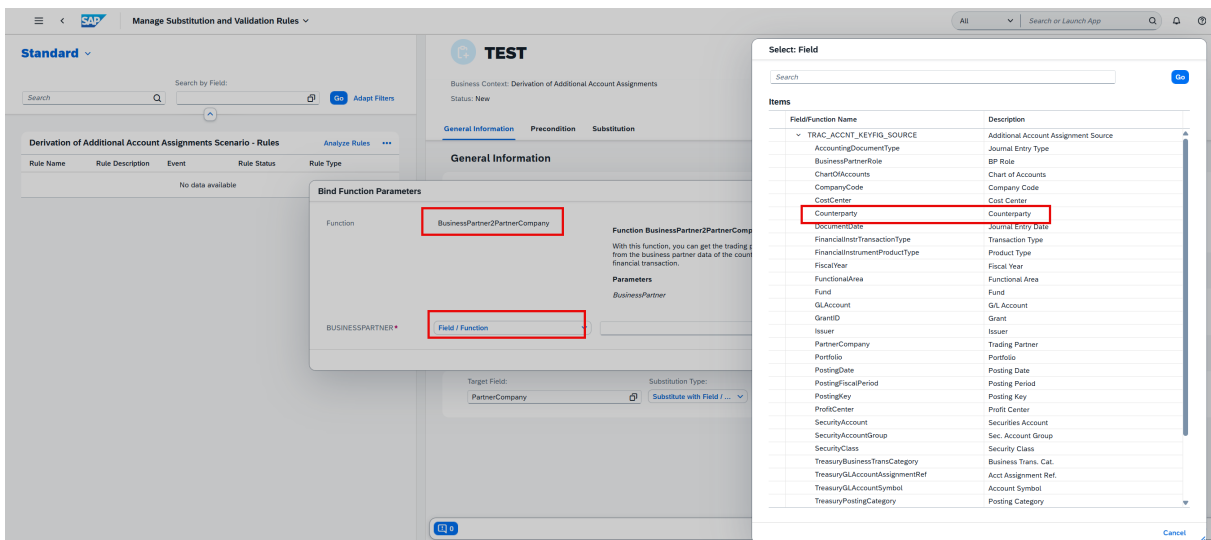 SAP Manage Substitution and Validation Rules
All Search or Launch App
Standard
Search by Field:
Search Go Adapt Filters
Derivation of Additional Account Assignments Scenario - Rules Analyze Rules
Rule Name Rule Description Event Rule Status Rule Type
No data available
TEST
Business Context: Derivation of Additional Account Assignments
Status: New
General Information Precondition Substitution
General Information
Bind Function Parameters
Function BusinessPartner2PartnerCompany
Function BusinessPartner2PartnerComp
With this function, you can get the trading p
from the business partner data of the count
financial transaction.
Parameters
BusinessPartner
BUSINESSPARTNER* Field / Function
Target Field: Substitution Type:
PartnerCompany Substitute with Field / ...
0
Select: Field
Search Go
Items
Field/Function Name Description
TRAC_ACCNT_KEYFIG_SOURCE Additional Account Assignment Source
AccountingDocumentType Journal Entry Type
BusinessPartnerRole BP Role
ChartOfAccounts Chart of Accounts
CompanyCode Company Code
CostCenter Cost Center
Counterparty Counterparty
DocumentDate Journal Entry Date
FinancialInstrTransactionType Transaction Type
FinancialInstrumentProductType Product Type
FiscalYear Fiscal Year
FunctionalArea Functional Area
Fund Fund
GLAccount G/L Account
GrantID Grant
Issuer Issuer
PartnerCompany Trading Partner
Portfolio Portfolio
PostingDate Posting Date
PostingFiscalPeriod Posting Period
PostingKey Posting Key
ProfitCenter Profit Center
SecurityAccount Securities Account
SecurityAccountGroup Sec. Account Group
SecurityClass Security Class
TreasuryBusinessTransCategory Business Trans. Cat.
TreasuryGLAccountAssignmentRef Acct Assignment Ref.
TreasuryGLAccountSymbol Account Symbol
TreasuryPostingCategory Posting Category
Cancel